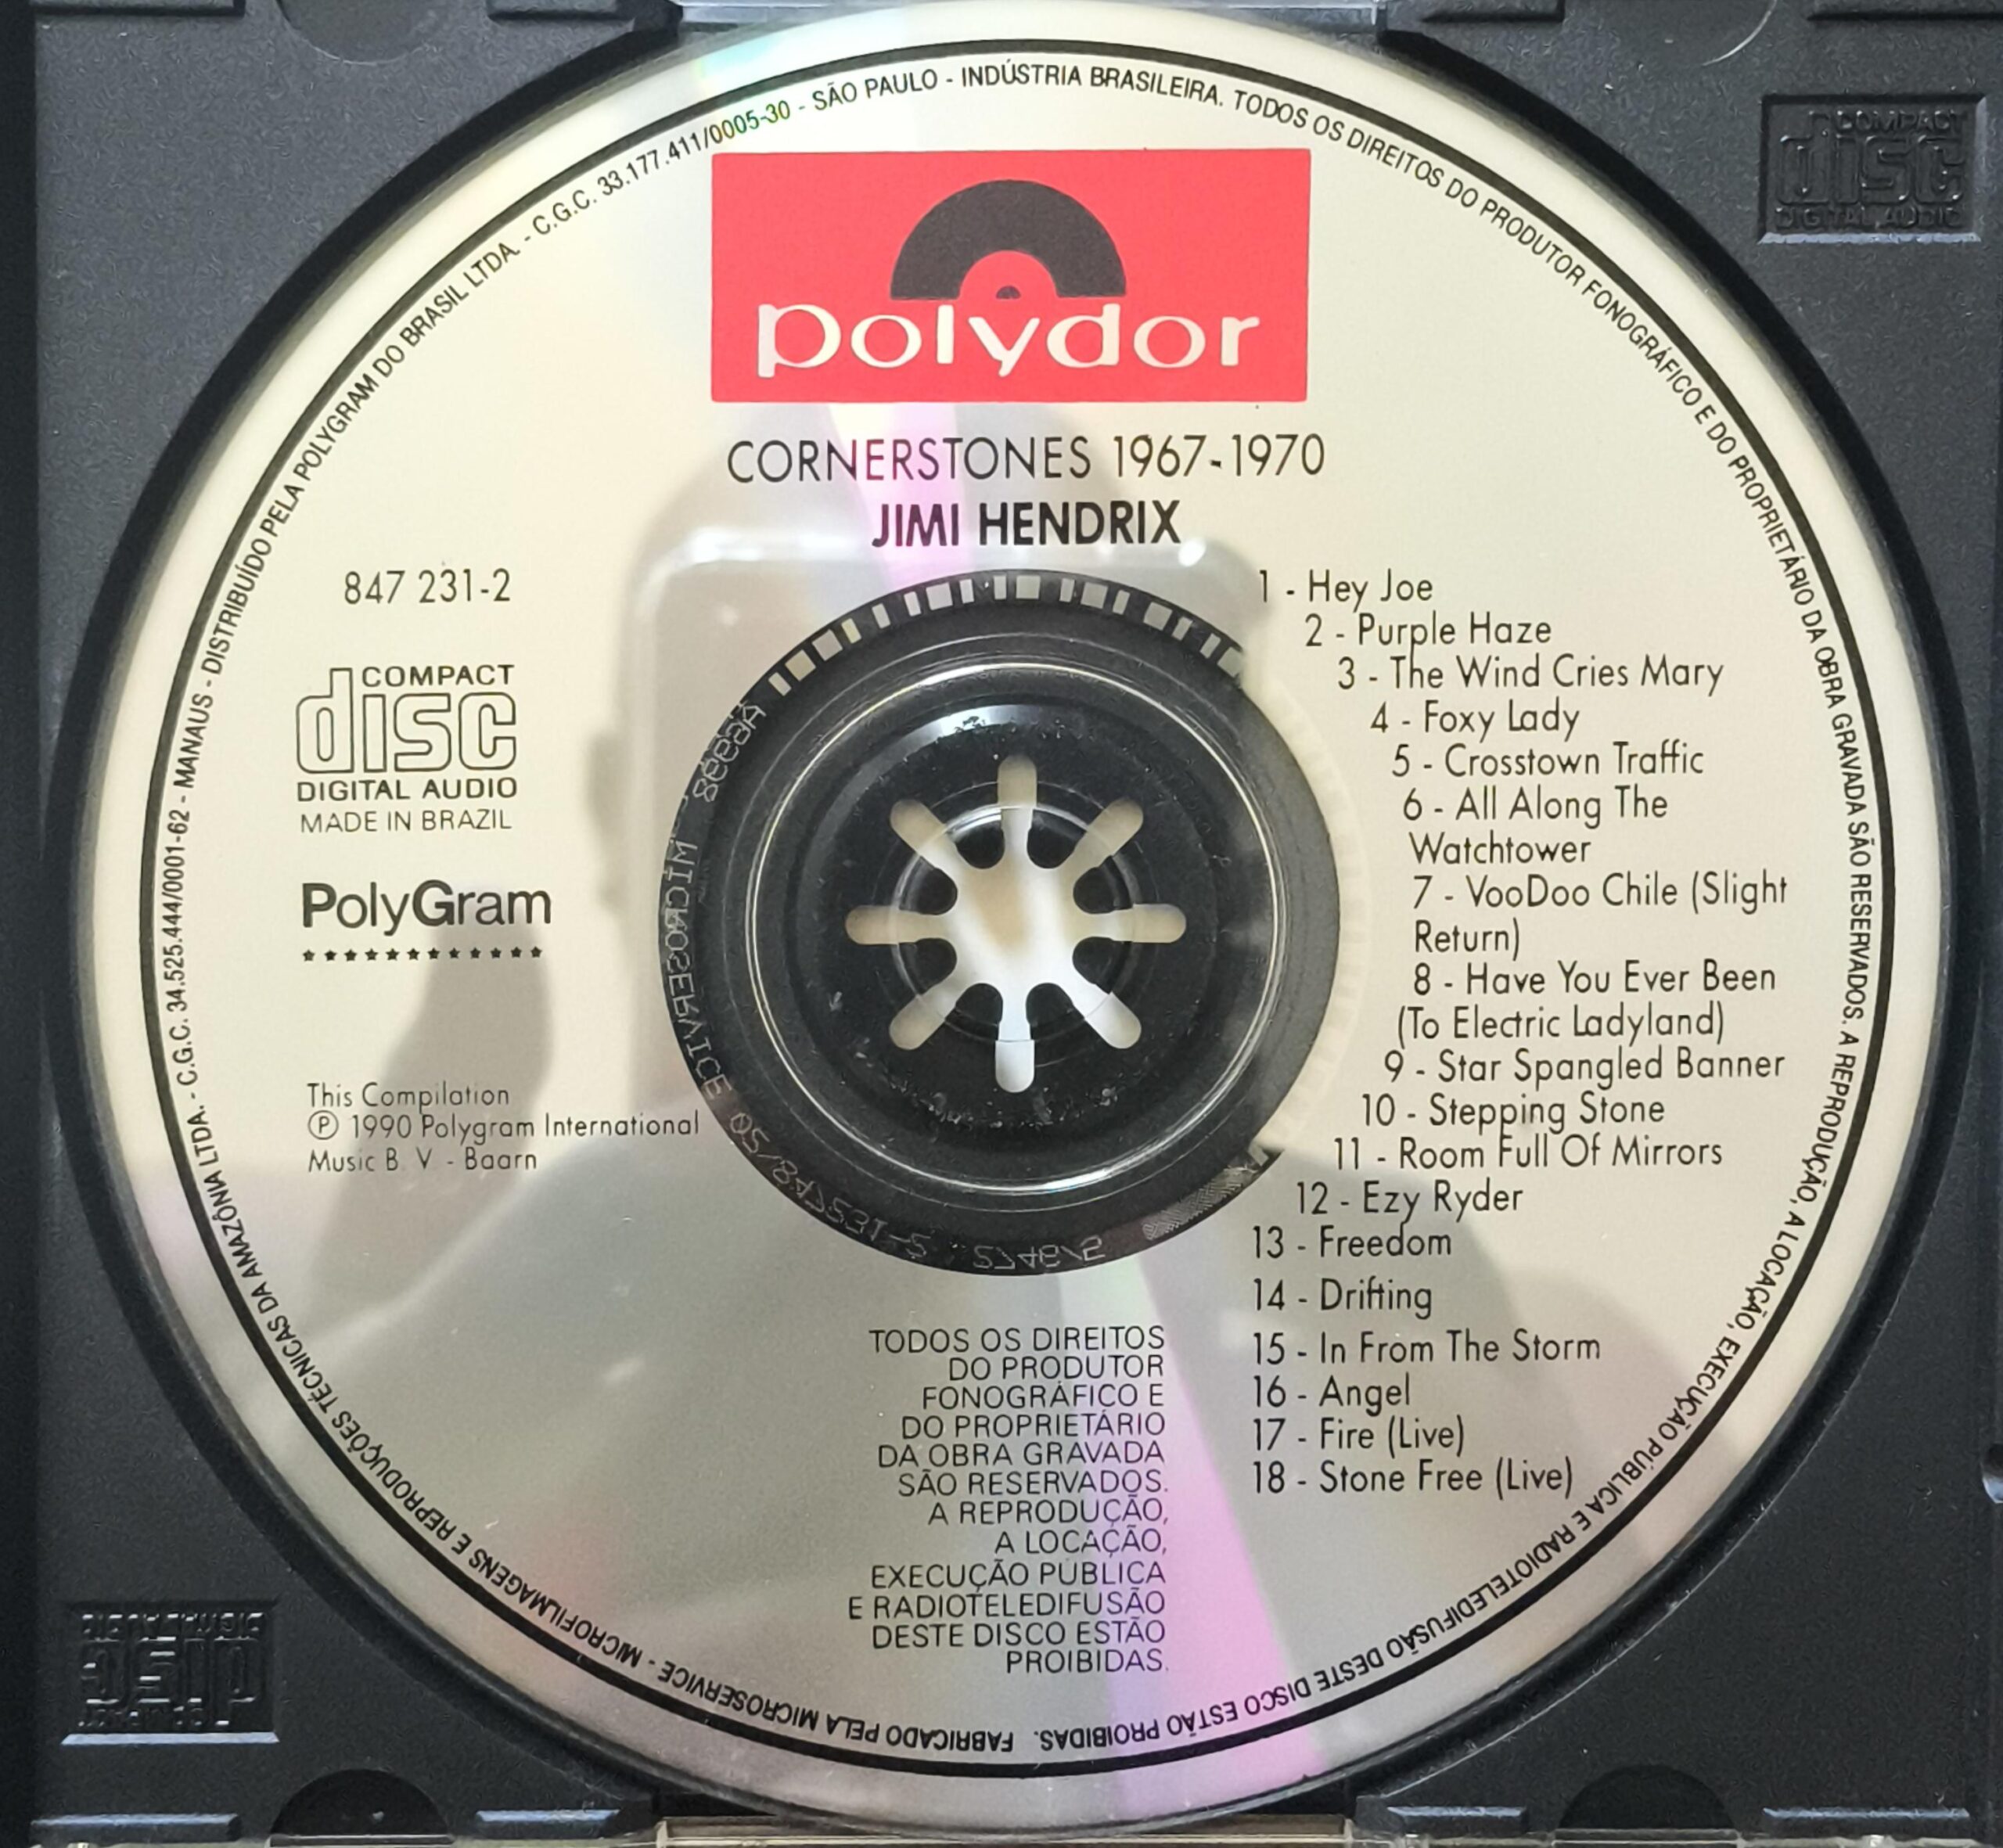 polydor
CORNERSTONES 1967-1970
JIMI HENDRIX
847 231-2
COMPACT
disc
DIGITAL AUDIO
MADE IN BRAZIL
PolyGram
This Compilation
Ⓟ 1990 Polygram International
Music B. V. - Baarn
1 - Hey Joe
2 - Purple Haze
3 - The Wind Cries Mary
4 - Foxy Lady
5 - Crosstown Traffic
6 - All Along The
Watchtower
7 - VooDoo Chile (Slight
Return)
8 - Have You Ever Been
(To Electric Ladyland)
9 - Star Spangled Banner
10 - Stepping Stone
11 - Room Full Of Mirrors
12 - Ezy Ryder
13 - Freedom
14 - Drifting
15 - In From The Storm
16 - Angel
17 - Fire (Live)
18 - Stone Free (Live)
TODOS OS DIREITOS
DO PRODUTOR
FONOGRÁFICO E
DO PROPRIETÁRIO
DA OBRA GRAVADA
SÃO RESERVADOS.
A REPRODUÇÃO,
A LOCAÇÃO,
EXECUÇÃO PÚBLICA
E RADIOTELEDIFUSÃO
DESTE DISCO ESTÃO
PROIBIDAS.
FABRICADO PELA MICROSERVICE - MICROFILMAGENS E REPRODUÇÕES TÉCNICAS DA AMAZÔNIA LTDA. - C.G.C. 34.525.444/0001-62 - MANAUS - DISTRIBUÍDO PELA POLYGRAM DO BRASIL LTDA. - C.G.C. 33.177.411/0005-30 - SÃO PAULO - INDÚSTRIA BRASILEIRA. TODOS OS DIREITOS DO PRODUTOR FONOGRÁFICO E DO PROPRIETÁRIO DA OBRA GRAVADA SÃO RESERVADOS. A REPRODUÇÃO, A LOCAÇÃO, EXECUÇÃO PÚBLICA E RADIOTELEDIFUSÃO DESTE DISCO ESTÃO PROIBIDAS.
MICROSERVICE
COMPACT
disc
DIGITAL AUDIO
COMPACT
disc
DIGITAL AUDIO